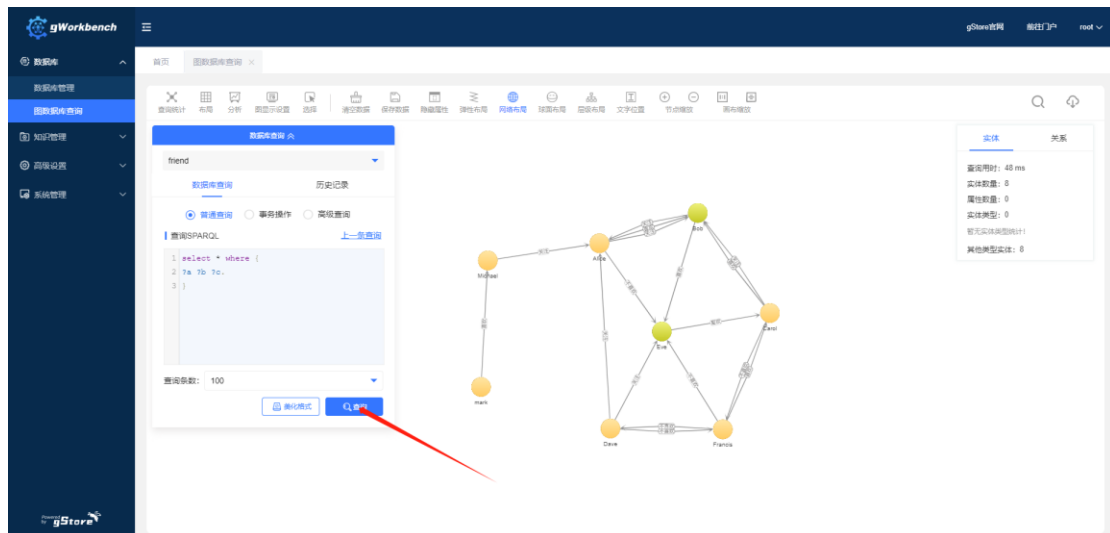 gWorkbench
gStore官网 前往门户 root
数据库
首页 图数据库查询 ×
数据库管理
图数据库查询
知识管理
高级设置
系统管理
查询统计 布局 分析 图显示设置 选择 清空数据 保存数据 隐藏属性 弹性布局 网络布局 球面布局 层级布局 文字位置 节点缩放 画布缩放
数据库查询
friend
数据库查询 历史记录
普通查询 事务操作 高级查询
查询SPARQL 上一条查询
1 select * where {
2 ?a ?b ?c.
3 }
查询条数: 100
美化格式 查询
实体 关系
查询用时: 48 ms
实体数量: 8
属性数量: 0
实体类型: 0
暂无实体类型统计!
其他类型实体: 8
Bob
Alice
Michael
Carol
Eve
mark
Dave
Francis
Powered by gStore